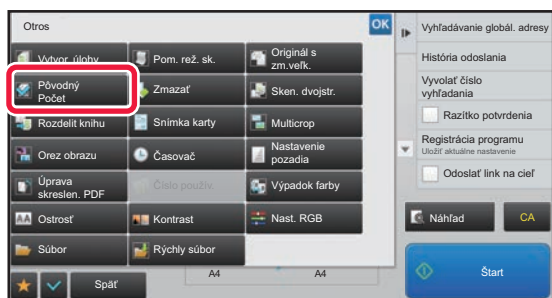 Otros
OK
Vytvor. úlohy
Pom. rež. sk.
Originál s
zm.veľk.
Pôvodný
Počet
Zmazať
Sken. dvojstr.
Rozdelit knihu
Snímka karty
Multicrop
Orez obrazu
Časovač
Nastavenie
pozadia
Úprava
skreslen. PDF
Číslo použív.
Výpadok farby
AA Ostrosť
Kontrast
Nast. RGB
Súbor
Rýchly súbor
Späť
A4
A4
Vyhľadávanie globál. adresy
História odoslania
Vyvolať číslo
vyhľadania
Razítko potvrdenia
Registrácia programu
Uložiť aktuálne nastavenie
Odoslať link na cieľ
Náhľad
CA
Štart